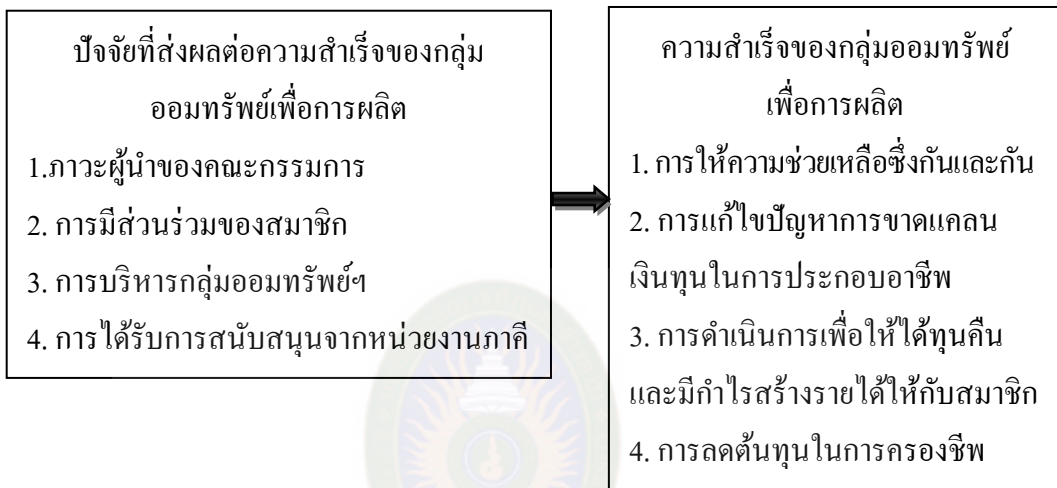 ปัจจัยที่ส่งผลต่อความสำเร็จของกลุ่ม
ออมทรัพย์เพื่อการผลิต
1.ภาวะผู้นำของคณะกรรมการ
2. การมีส่วนร่วมของสมาชิก
3. การบริหารกลุ่มออมทรัพย์ฯ
4. การได้รับการสนับสนุนจากหน่วยงานภาคี
ความสำเร็จของกลุ่มออมทรัพย์
เพื่อการผลิต
1. การให้ความช่วยเหลือซึ่งกันและกัน
2. การแก้ไขปัญหาการขาดแคลน
เงินทุนในการประกอบอาชีพ
3. การดำเนินการเพื่อให้ได้ทุนคืน
และมีกำไรสร้างรายได้ให้กับสมาชิก
4. การลดต้นทุนในการครองชีพ